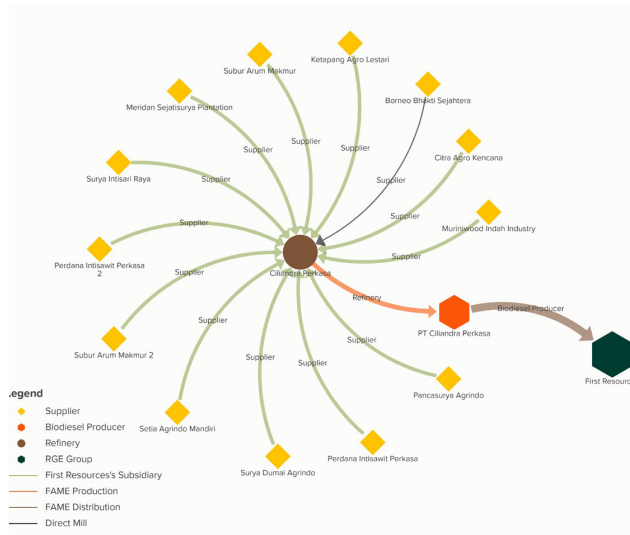 Ketapang Agro Lestari
Subur Arum Makmur
Borneo Bhakti Sejahtera
Meridan Sejatisurya Plantation
Supplier
Supplier
Supplier
Citra Agro Kencana
Surya Intisari Raya
Supplier
Supplier
Supplier
Muriniwood Indah Industry
Supplier
Supplier
Perdana Intisawit Perkasa
2
Supplier
Ciliandra Perkasa
Refinery
Biodiesel Producer
Supplier
PT Ciliandra Perkasa
Subur Arum Makmur 2
Supplier
Supplier
Supplier
First Resourc
Pancasurya Agrindo
Legend
Supplier
Setia Agrindo Mandiri
Biodiesel Producer
Refinery
Perdana Intisawit Perkasa
RGE Group
Surya Dumai Agrindo
First Resources's Subsidiary
FAME Production
FAME Distribution
Direct Mill